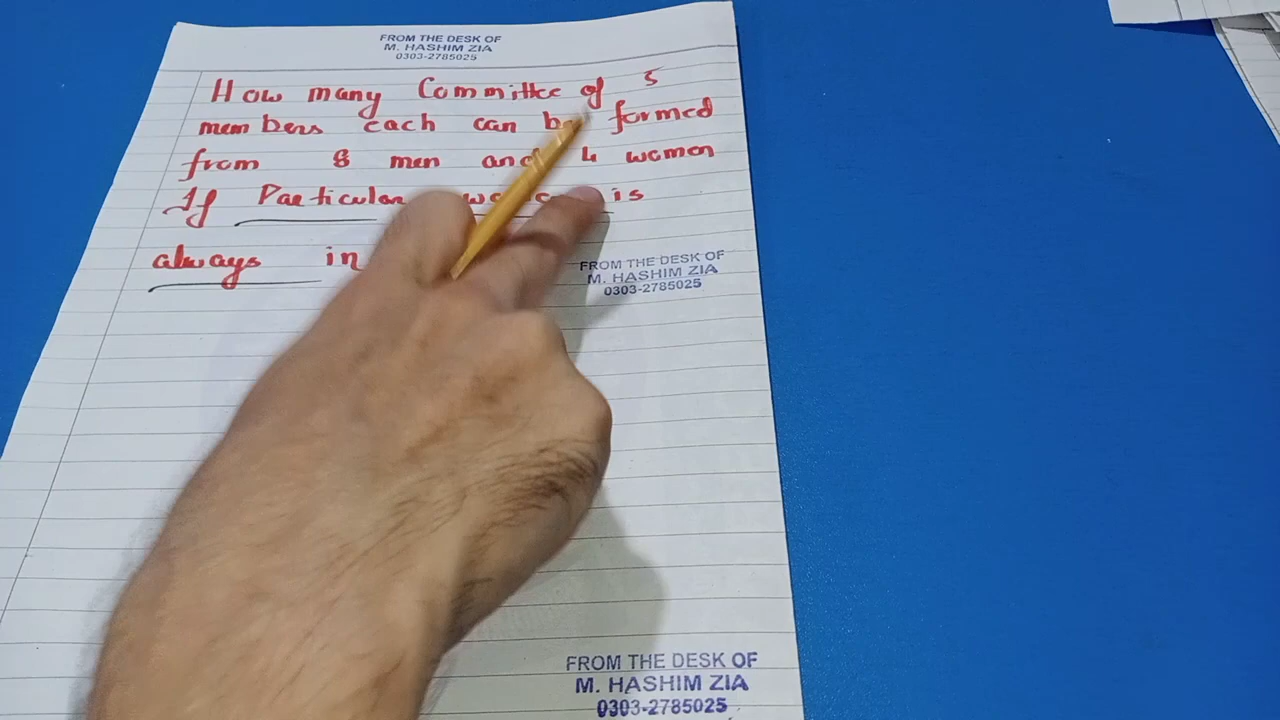 FROM THE DESK OF
M. HASHIM ZIA
0303-2785025
How many Committee of 5
members each can be formed
from 8 men and 4 women
If Particular is
always in
FROM THE DESK OF
M. HASHIM ZIA
0303-2785025
FROM THE DESK OF
M. HASHIM ZIA
0303-2785025